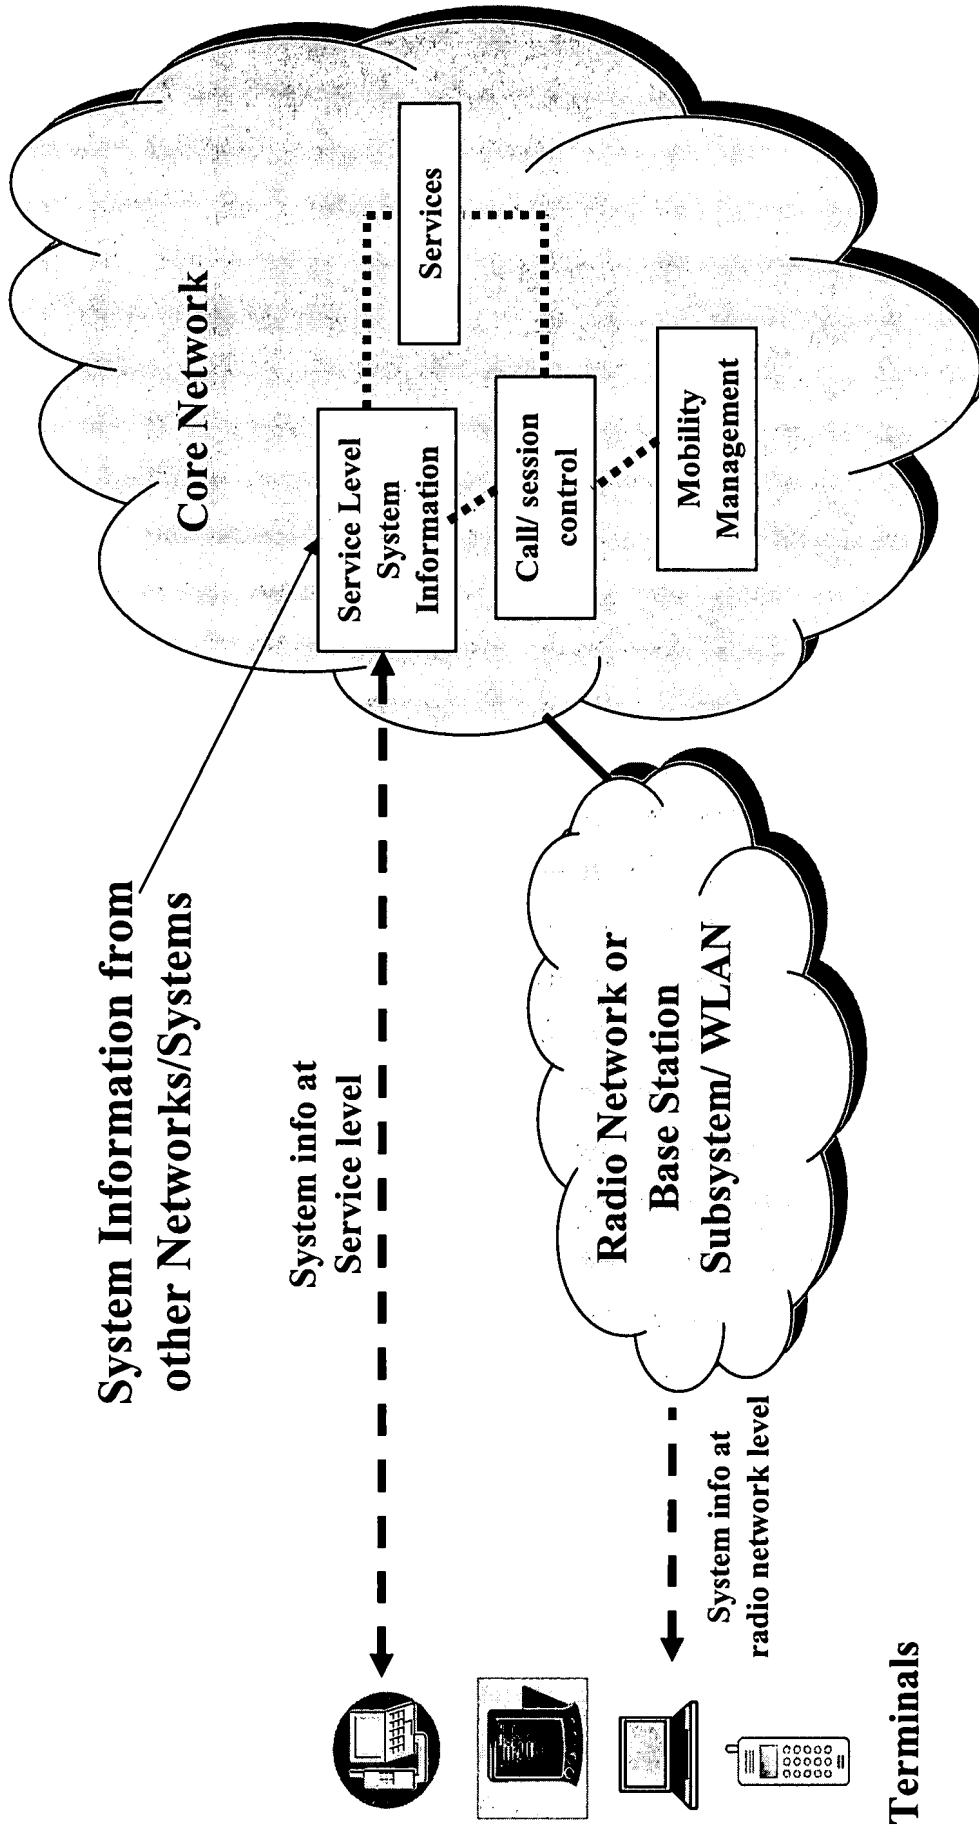 System Information from
other Networks/Systems
Core Network
System info at
Service level
Service Level
System
Information
Services
Call/ session
control
Mobility
Management
Radio Network or
Base Station
Subsystem/ WLAN
System info at
radio network level
Terminals